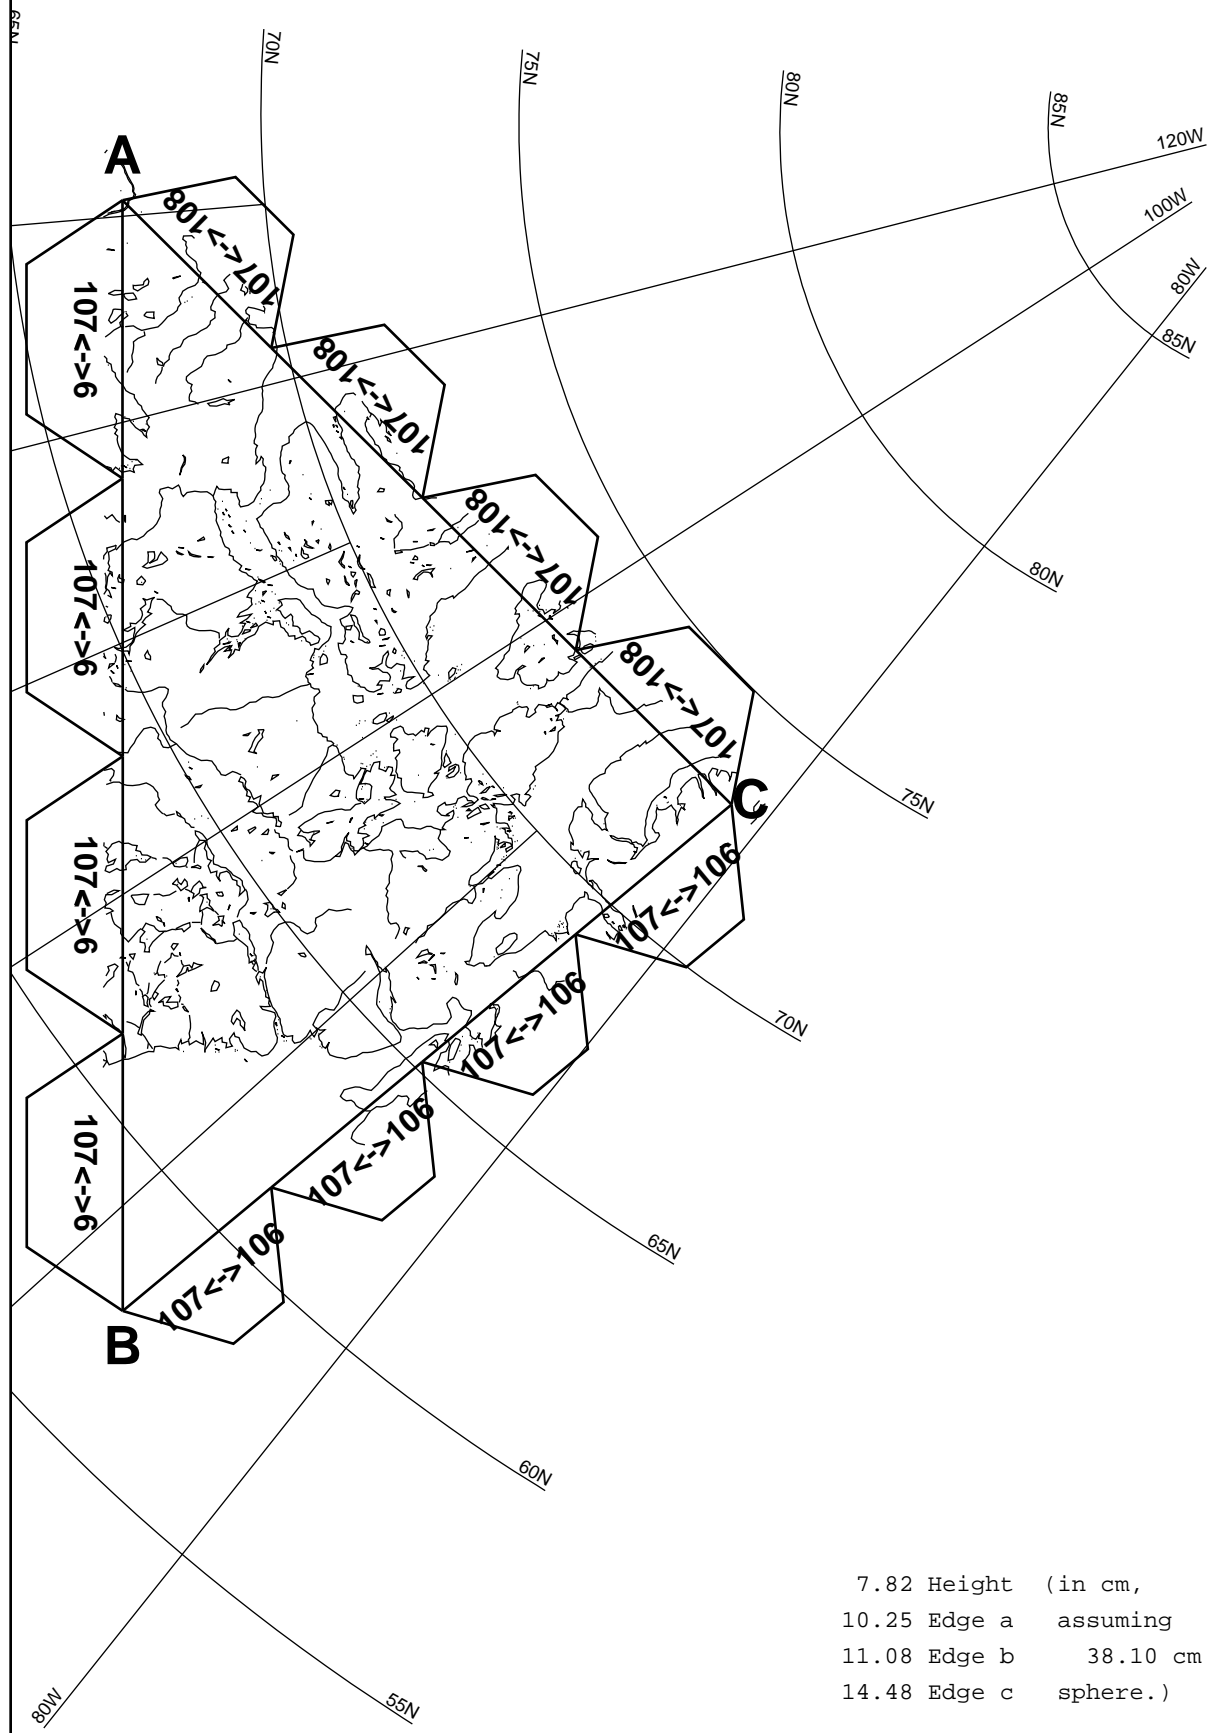 65N
70N
75N
80N
85N
120W
100W
80W
85N
A
107<->108
107<->6
107<->108
107<->108
107<->6
80N
107<->108
C
75N
107<->106
107<->6
107<->106
70N
107<->106
107<->6
65N
107<->106
B
60N
80W
55N
7.82 Height (in cm,
10.25 Edge a assuming
11.08 Edge b 38.10 cm
14.48 Edge c sphere.)